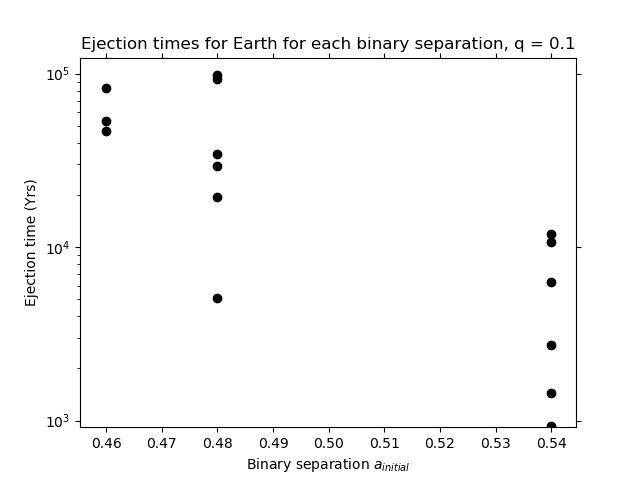 Ejection times for Earth for each binary separation, q = 0.1
10^5
10^4
10^3
Ejection time (Yrs)
0.46 0.47 0.48 0.49 0.50 0.51 0.52 0.53 0.54
Binary separation a_initial